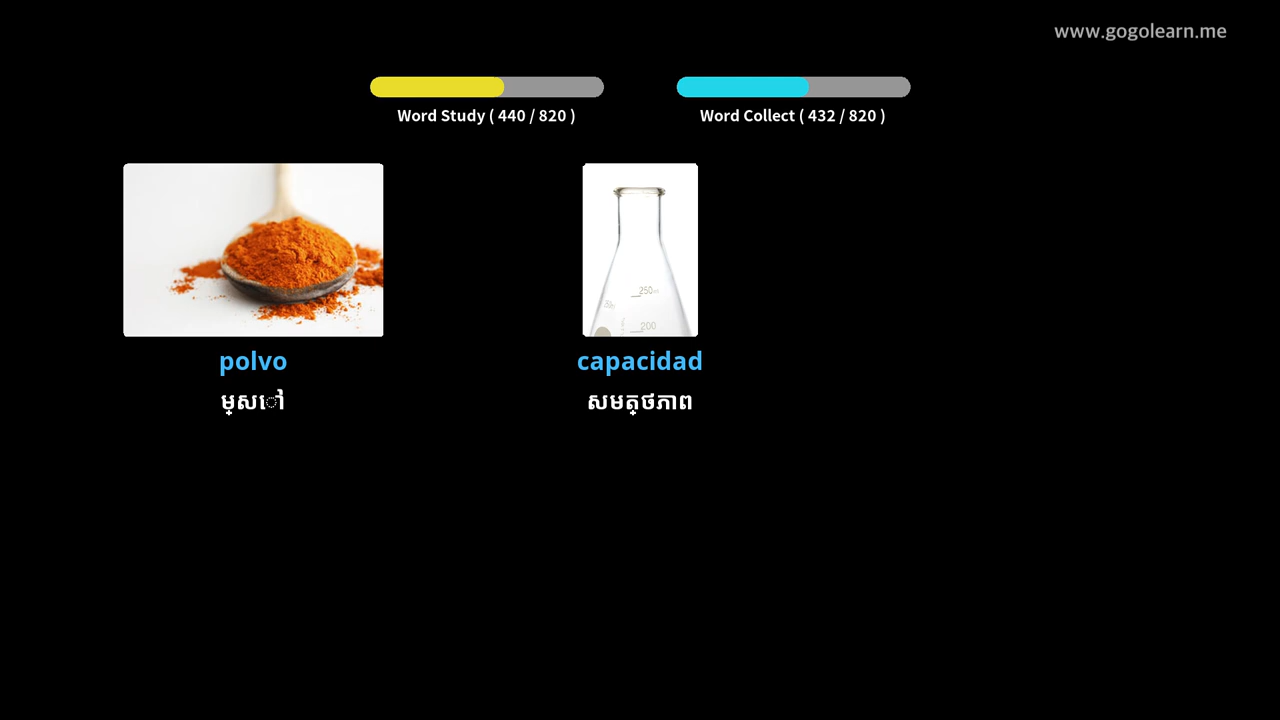 www.gogolearn.me
Word Study ( 440 / 820 )
Word Collect ( 432 / 820 )
polvo
ម្សៅ
capacidad
សមត្ថភាព
250ml
200